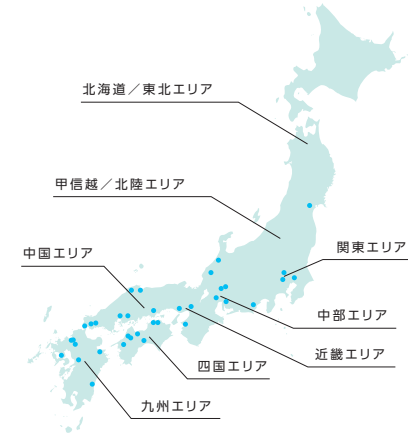 北海道／東北エリア
甲信越／北陸エリア
関東エリア
中国エリア
中部エリア
近畿エリア
四国エリア
九州エリア